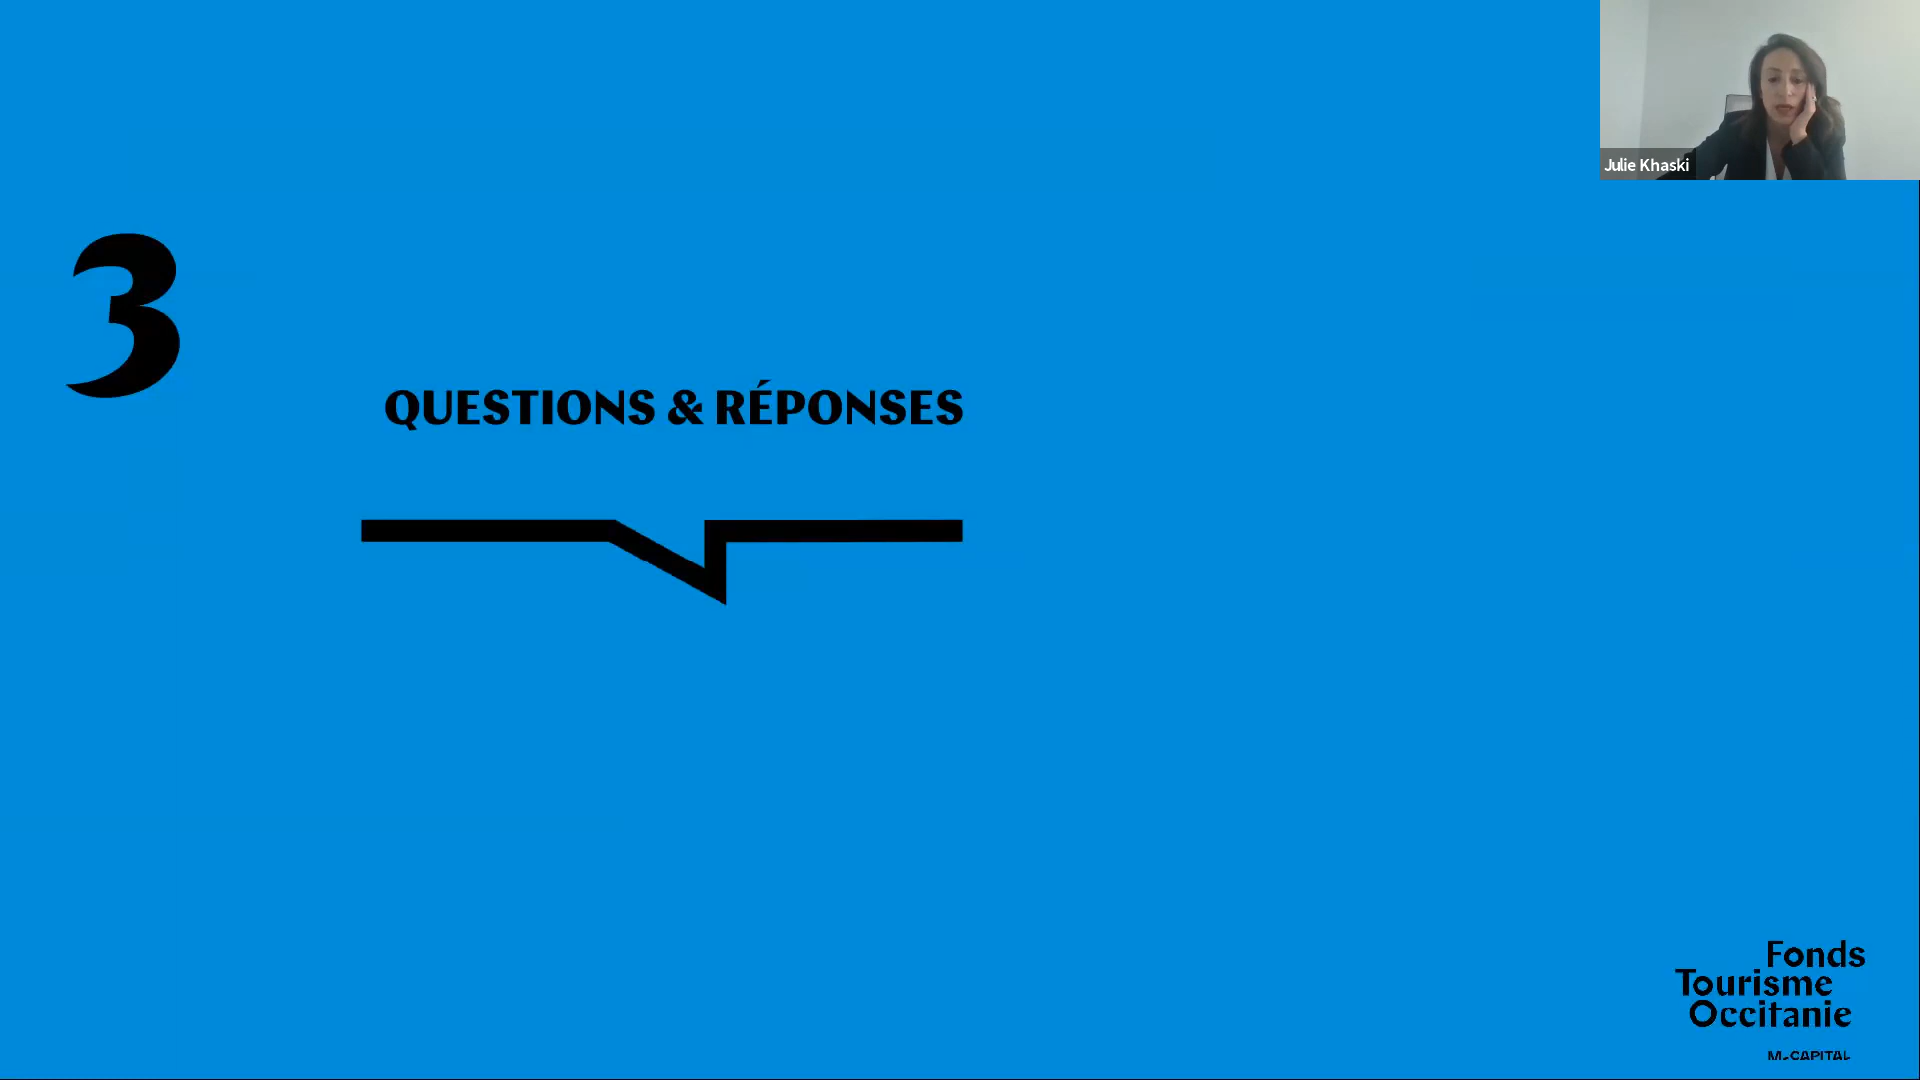 Julie Khaski
3
QUESTIONS & RÉPONSES
Fonds
Tourisme
Occitanie
M CAPITAL